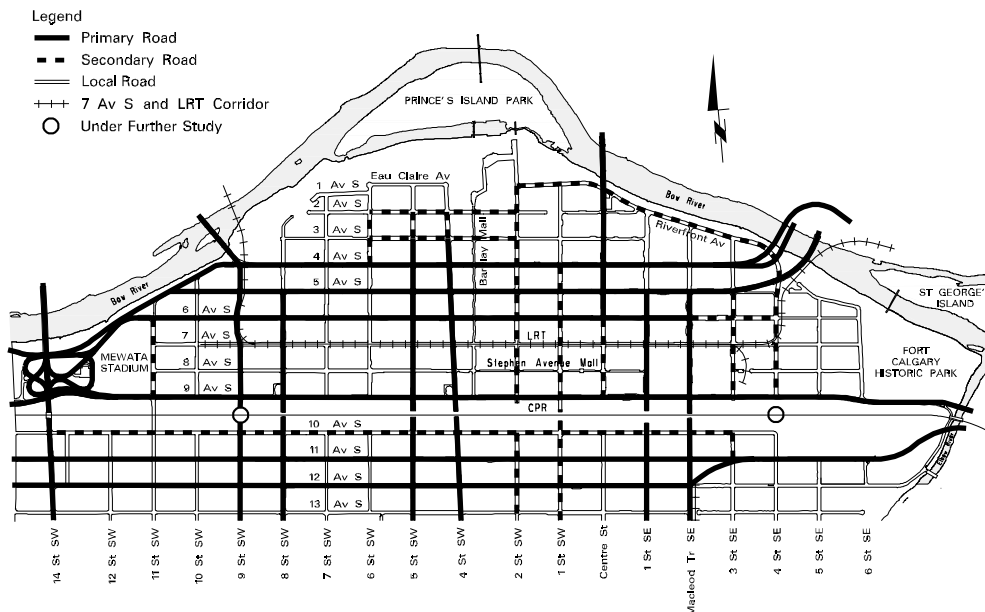 Legend
Primary Road
Secondary Road
Local Road
7 Av S and LRT Corridor
Under Further Study
PRINCE'S ISLAND PARK
Eau Claire Av
1 Av S
2 Av S
3 Av S
4 Av S
5 Av S
6 Av S
7 Av S
8 Av S
9 Av S
10 Av S
11 Av S
12 Av S
13 Av S
Bow River
Bow River
Riverfront Av
Barclay Mall
LRT
Stephen Avenue Mall
CPR
MEWATA
STADIUM
ST GEORGE'
ISLAND
FORT
CALGARY
HISTORIC PARK
Elbow River
14 St SW
12 St SW
11 St SW
10 St SW
9 St SW
8 St SW
7 St SW
6 St SW
5 St SW
4 St SW
2 St SW
1 St SW
Centre St
1 St SE
Macleod Tr SE
3 St SE
4 St SE
5 St SE
6 St SE